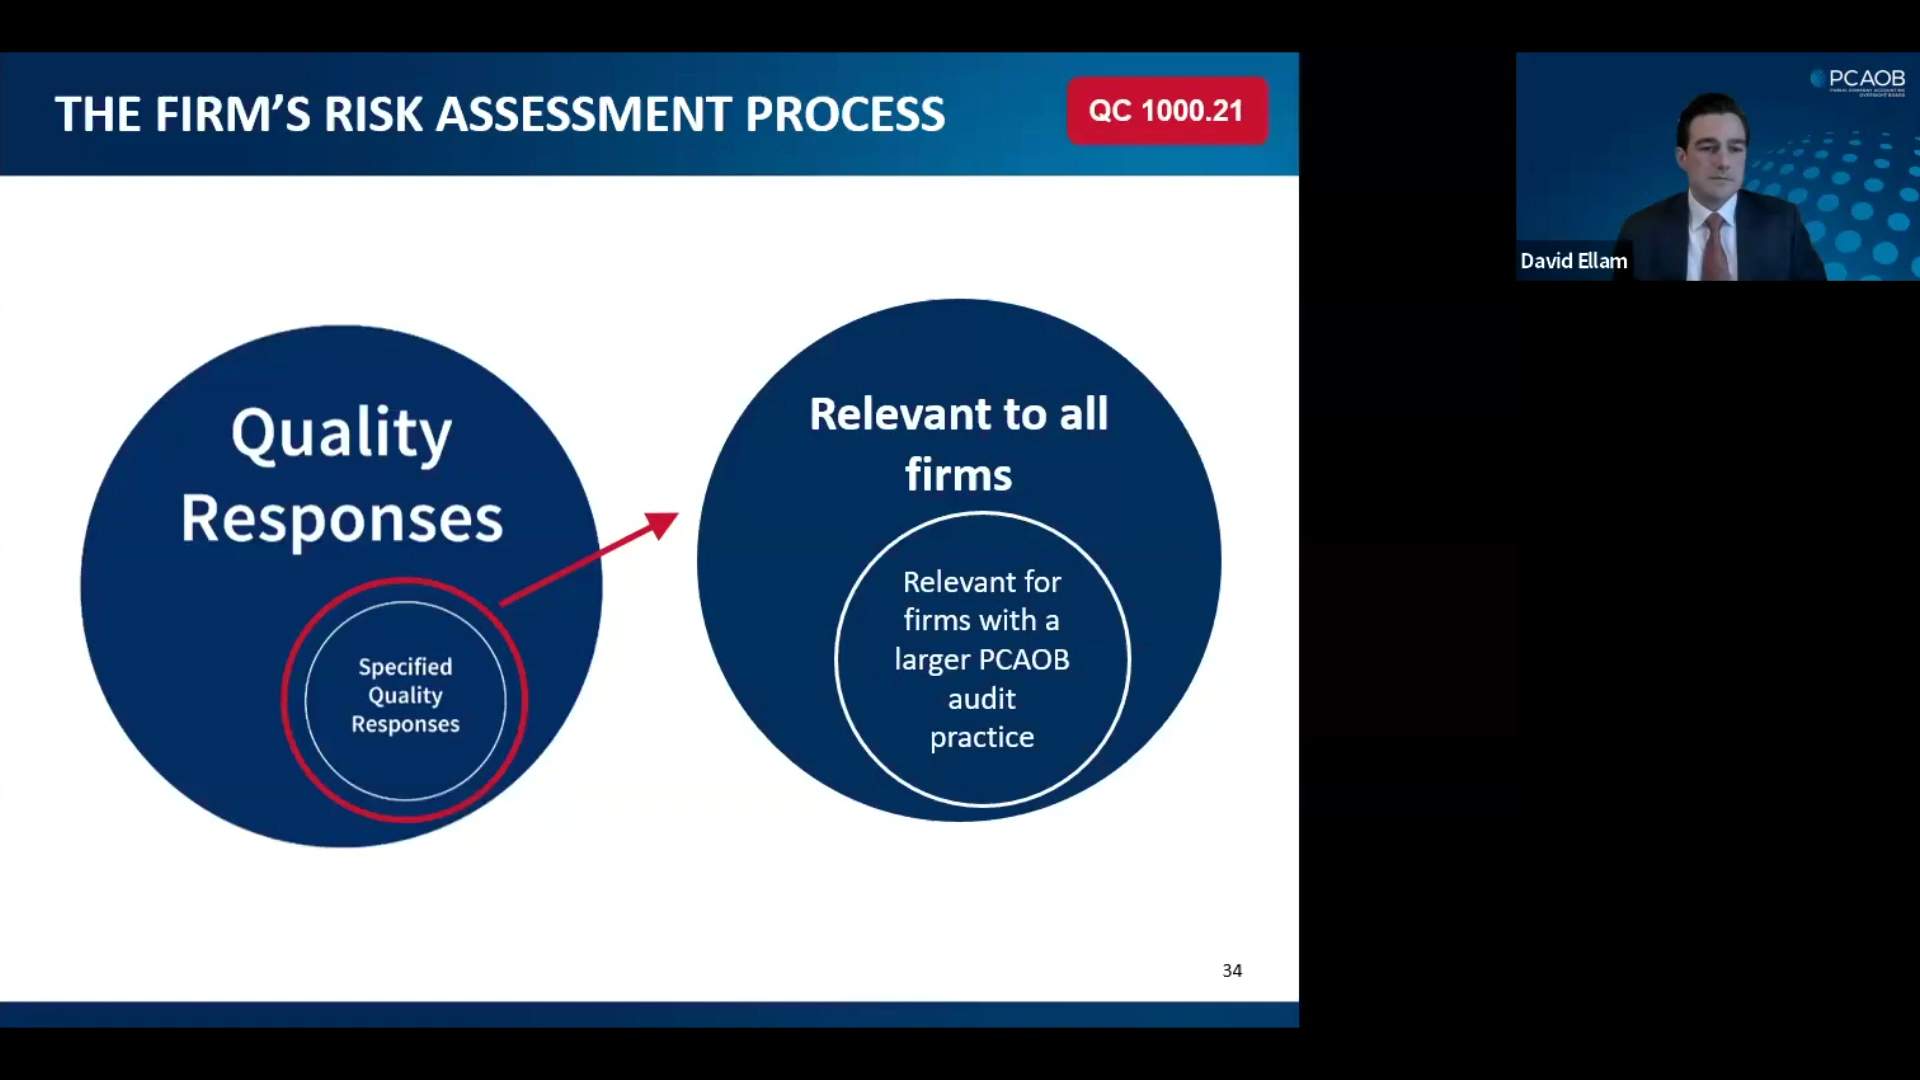 THE FIRM’S RISK ASSESSMENT PROCESS
QC 1000.21
PCAOB
David Ellam
Quality
Responses
Specified
Quality
Responses
Relevant to all
firms
Relevant for
firms with a
larger PCAOB
audit
practice
34